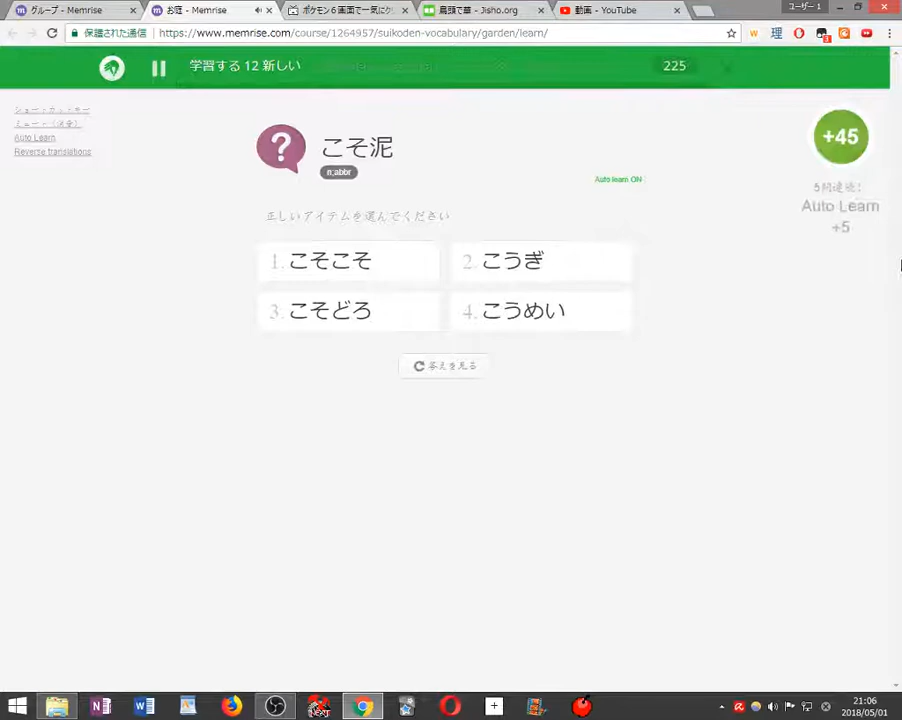 グループ - Memrise
お庭 - Memrise
ポケモン６画面で一気にク
鳥頭で華 - Jisho.org
動画 - YouTube
ユーザー 1
保護された通信
https://www.memrise.com/course/1264957/suikoden-vocabulary/garden/learn/
学習する 12 新しい
225
Auto Learn
Reverse translations
こそ泥
n;abbr
Auto learn ON
+45
Auto Learn
+5
正しいアイテムを選んでください
1. こそこそ
2. こうぎ
3. こそどろ
4. こうめい
答えを見る
21:06
2018/05/01